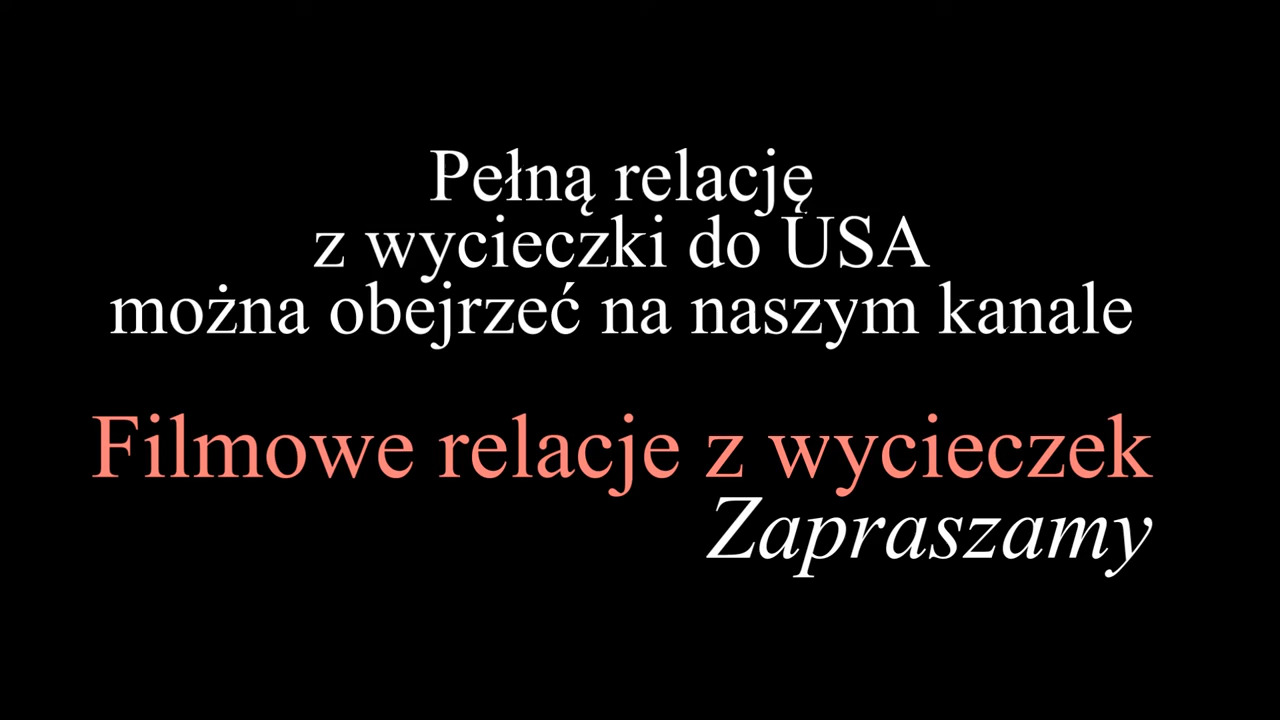 Pełną relację
z wycieczki do USA
można obejrzeć na naszym kanale
Filmowe relacje z wycieczek
Zapraszamy